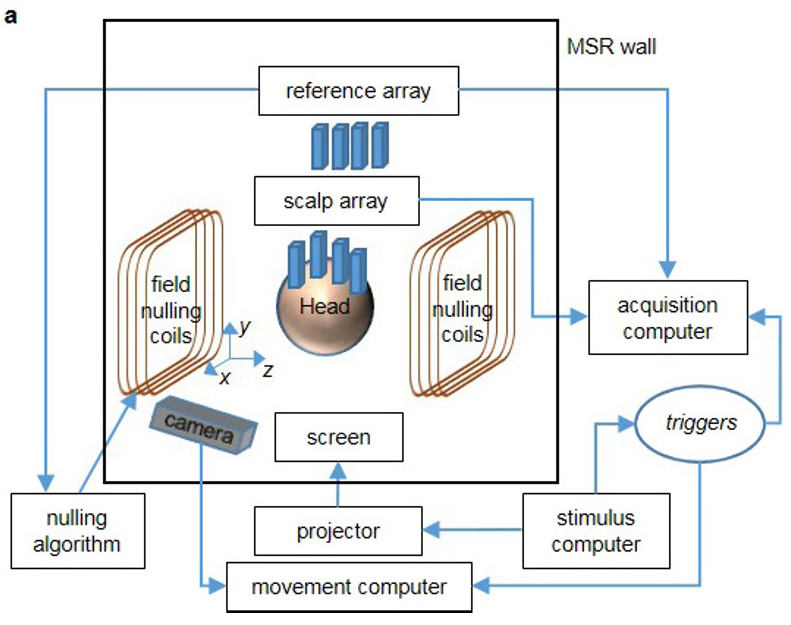 a
MSR wall
reference array
scalp array
field
nulling
coils
Head
field
nulling
coils
acquisition
computer
y
z
x
camera
screen
triggers
nulling
algorithm
projector
stimulus
computer
movement computer